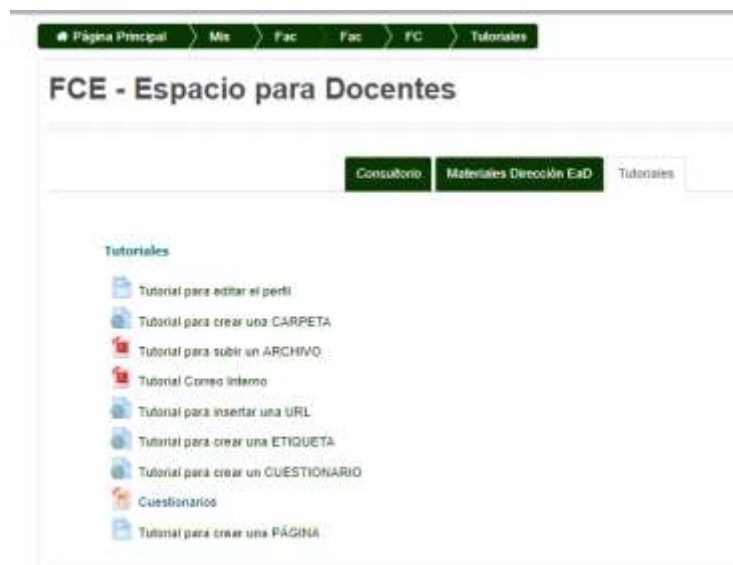 Página Principal Mis Fac Fac FC Tutoriales
FCE - Espacio para Docentes
Consultorio Materiales Dirección EaD Tutoriales
Tutoriales
Tutorial para editar el perfil
Tutorial para crear una CARPETA
Tutorial para subir un ARCHIVO
Tutorial Correo Interno
Tutorial para insertar una URL
Tutorial para crear una ETIQUETA
Tutorial para crear un CUESTIONARIO
Cuestionarios
Tutorial para crear una PÁGINA